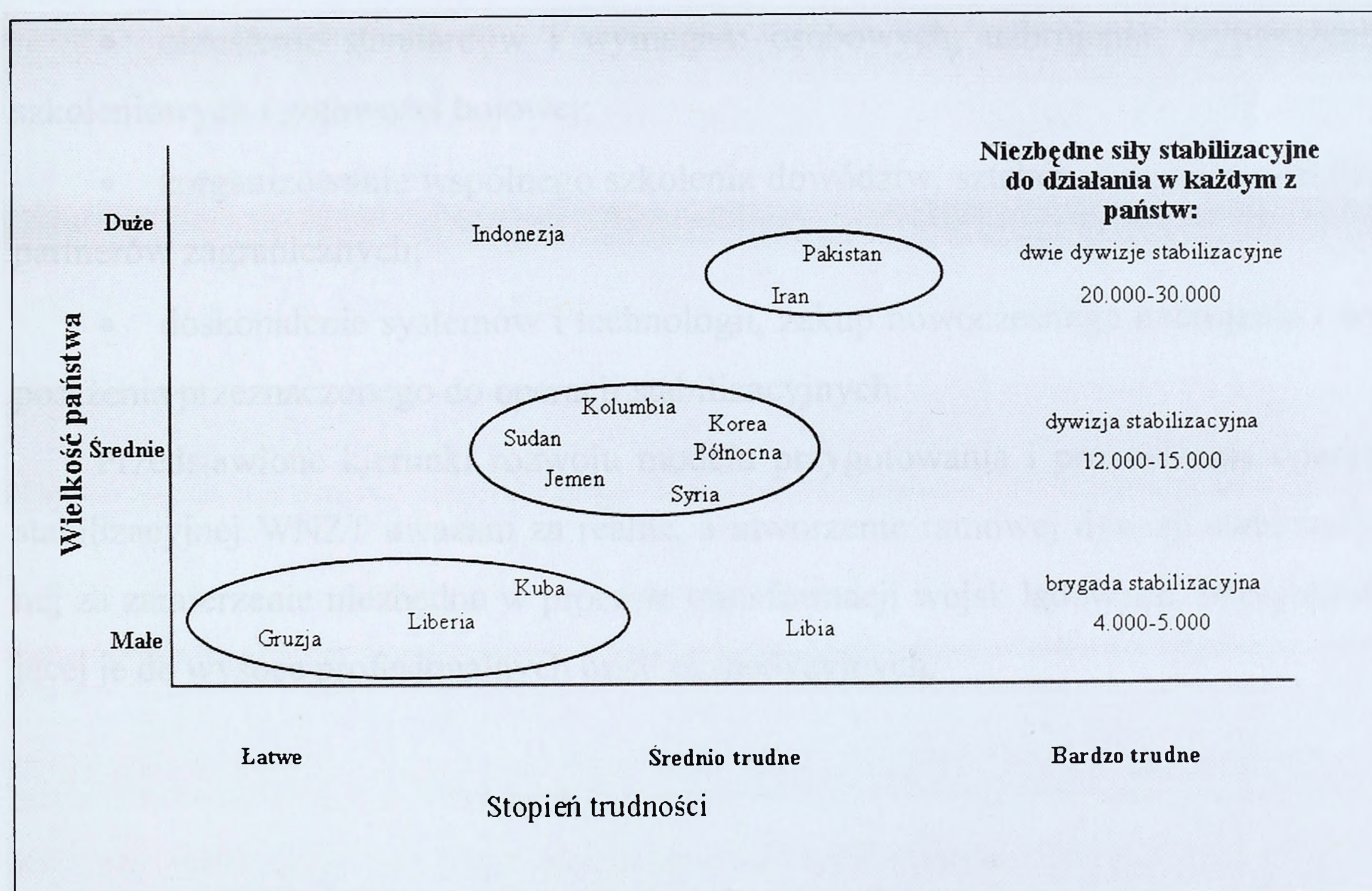 Niezbędne siły stabilizacyjne
do działania w każdym z
państw:
Duże
Indonezja
Pakistan
dwie dywizje stabilizacyjne
Iran
20.000-30.000
Wielkość państwa
Kolumbia
Korea
Północna
dywizja stabilizacyjna
Średnie
Sudan
12.000-15.000
Jemen
Syria
Kuba
brygada stabilizacyjna
Liberia
Libia
4.000-5.000
Małe
Gruzja
Łatwe
Średnio trudne
Bardzo trudne
Stopień trudności